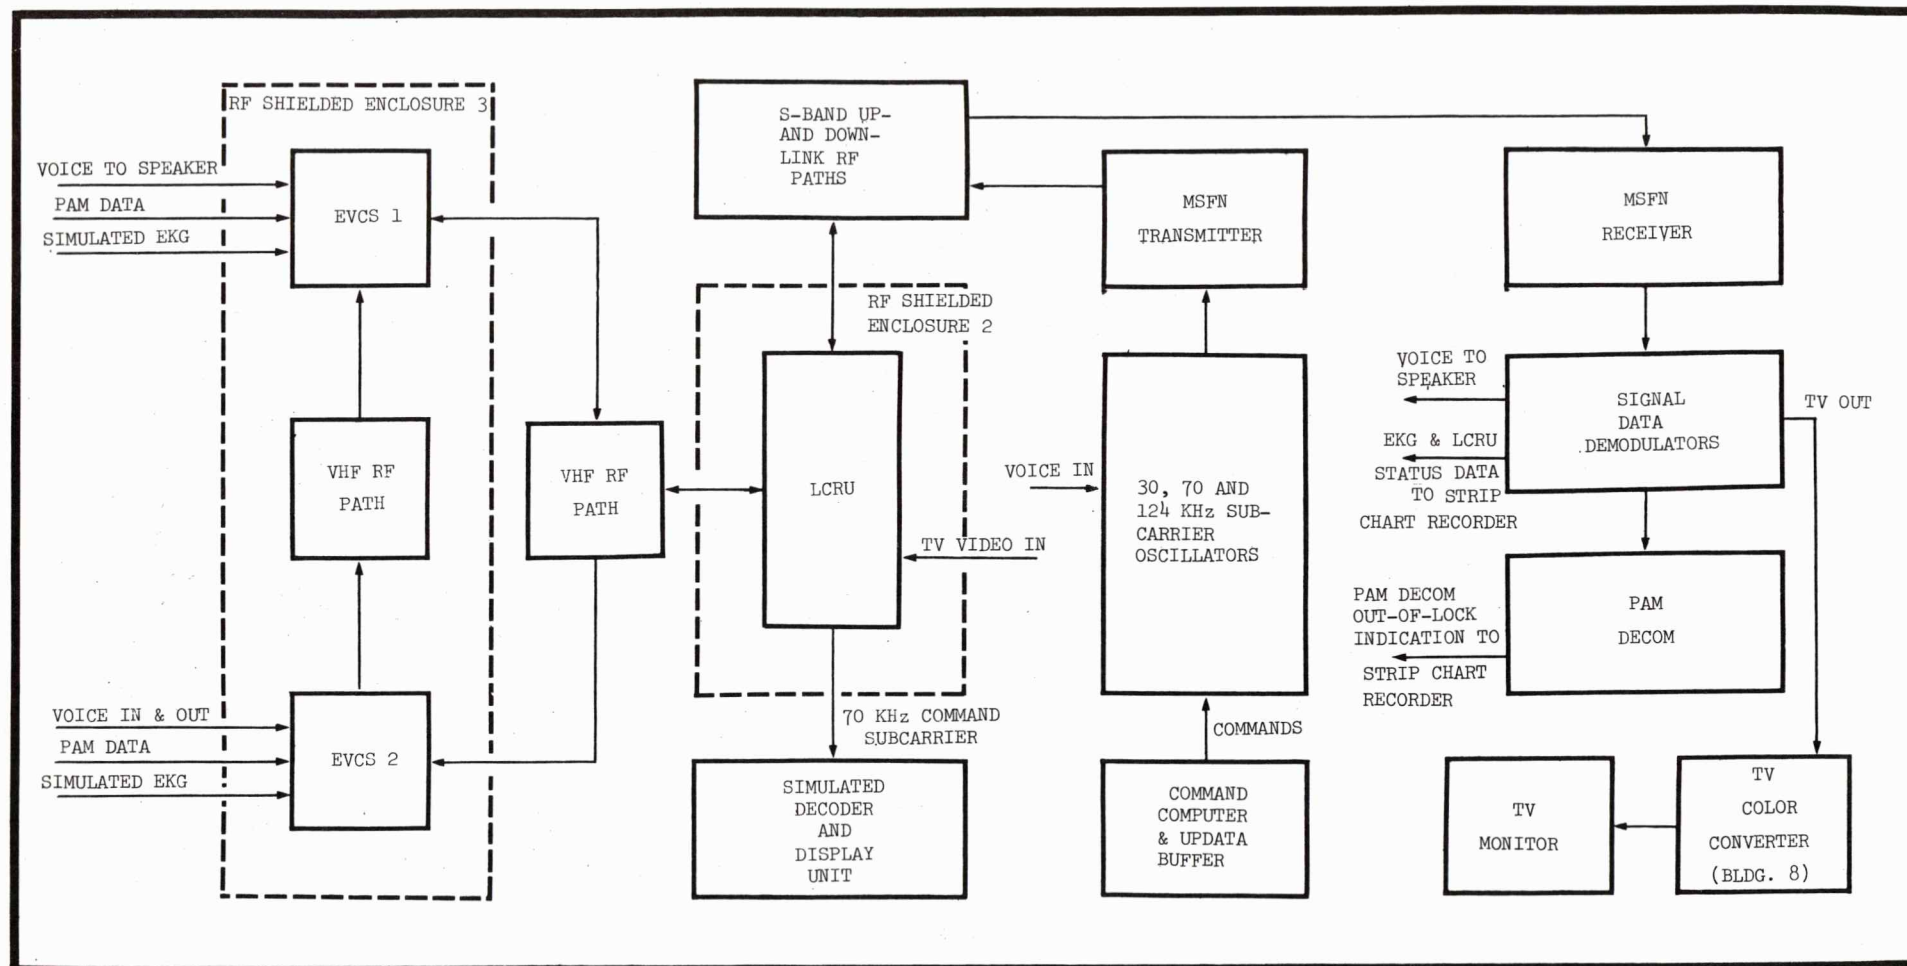 RF SHIELDED ENCLOSURE 3
VOICE TO SPEAKER
PAM DATA
SIMULATED EKG
EVCS 1
VHF RF
PATH
VOICE IN & OUT
PAM DATA
SIMULATED EKG
EVCS 2
VHF RF
PATH
S-BAND UP-
AND DOWN-
LINK RF
PATHS
RF SHIELDED
ENCLOSURE 2
LCRU
TV VIDEO IN
70 KHz COMMAND
SUBCARRIER
SIMULATED
DECODER
AND
DISPLAY
UNIT
MSFN
TRANSMITTER
VOICE IN
30, 70 AND
124 KHz SUB-
CARRIER
OSCILLATORS
COMMANDS
COMMAND
COMPUTER
& UPDATA
BUFFER
MSFN
RECEIVER
VOICE TO
SPEAKER
SIGNAL
DATA
DEMODULATORS
TV OUT
EKG & LCRU
STATUS DATA
TO STRIP
CHART RECORDER
PAM DECOM
OUT-OF-LOCK
INDICATION TO
STRIP CHART
RECORDER
PAM
DECOM
TV
MONITOR
TV
COLOR
CONVERTER
(BLDG. 8)